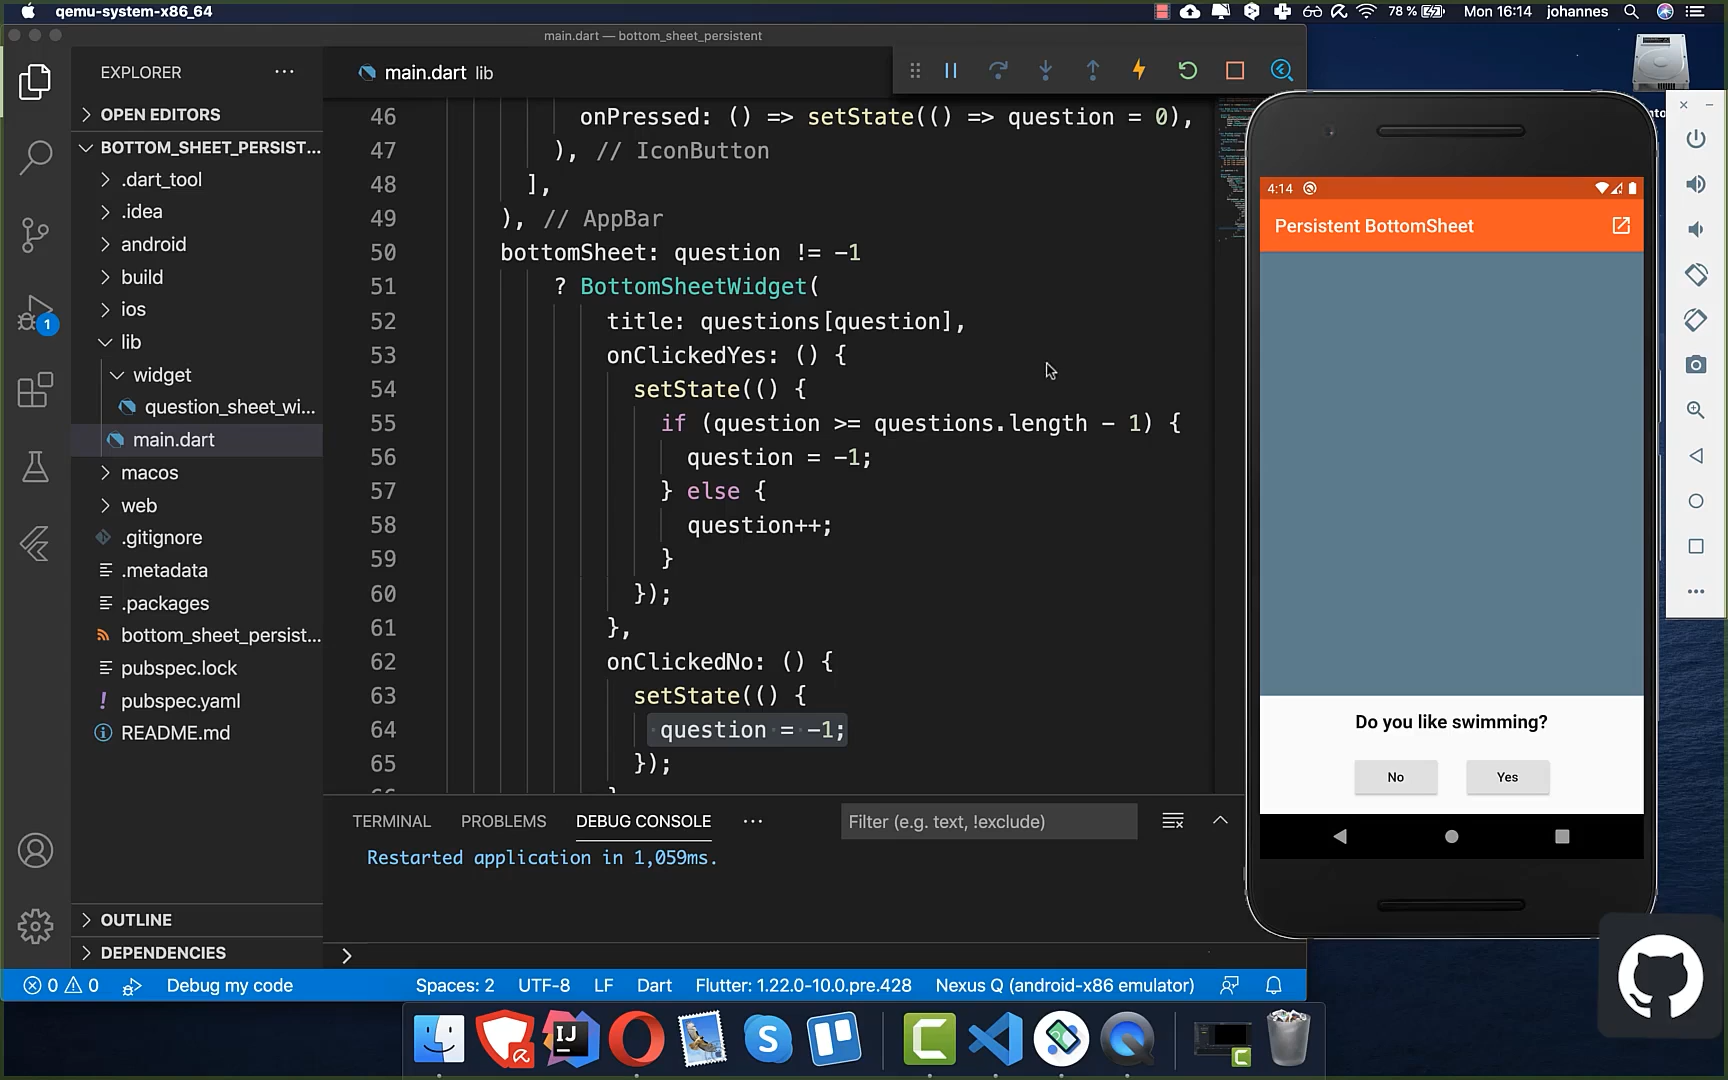 qemu-system-x86_64
78 %
Mon 16:14
johannes
main.dart — bottom_sheet_persistent
EXPLORER
main.dart lib
OPEN EDITORS
BOTTOM_SHEET_PERSIST...
.dart_tool
.idea
android
build
ios
lib
widget
question_sheet_wi...
main.dart
macos
web
.gitignore
.metadata
.packages
bottom_sheet_persist...
pubspec.lock
pubspec.yaml
README.md
OUTLINE
DEPENDENCIES
1
46 onPressed: () => setState(() => question = 0),
47 ), // IconButton
48 ],
49 ), // AppBar
50 bottomSheet: question != -1
51 ? BottomSheetWidget(
52 title: questions[question],
53 onClickedYes: () {
54 setState(() {
55 if (question >= questions.length - 1) {
56 question = -1;
57 } else {
58 question++;
59 }
60 });
61 },
62 onClickedNo: () {
63 setState(() {
64 question = -1;
65 });
TERMINAL
PROBLEMS
DEBUG CONSOLE
Filter (e.g. text, !exclude)
Restarted application in 1,059ms.
0
0
Debug my code
Spaces: 2
UTF-8
LF
Dart
Flutter: 1.22.0-10.0.pre.428
Nexus Q (android-x86 emulator)
4:14
Persistent BottomSheet
Do you like swimming?
No
Yes
IJ